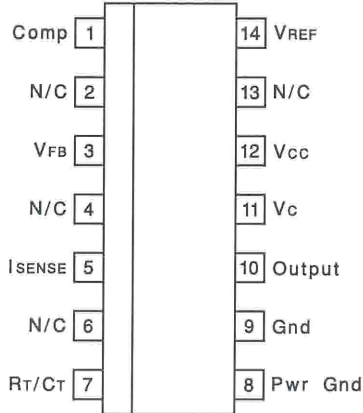 Comp 1 14 VREF
N/C 2 13 N/C
VFB 3 12 Vcc
N/C 4 11 Vc
ISENSE 5 10 Output
N/C 6 9 Gnd
RT/CT 7 8 Pwr Gnd